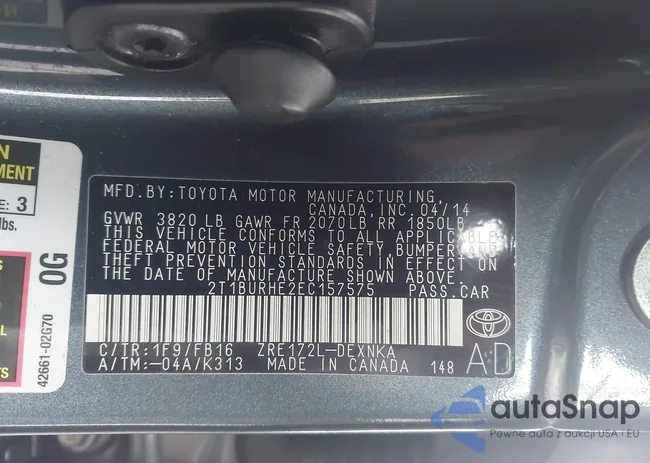 MFD. BY: TOYOTA MOTOR MANUFACTURING,
CANADA, INC. 04/14
GVWR 3820 LB GAWR FR 2070LB RR 1850LB
THIS VEHICLE CONFORMS TO ALL APPLICABLE
FEDERAL MOTOR VEHICLE SAFETY, BUMPER, AND
THEFT PREVENTION STANDARDS IN EFFECT ON
THE DATE OF MANUFACTURE SHOWN ABOVE.
2T1BURHE2EC157575 PASS. CAR
C/TR: 1F9/FB16 ZRE172L-DEXNKA
A/TM: -04A/K313 MADE IN CANADA 148
AD
MENT
E: 3
lbs.
0G
42661-02G70
autaSnap
Pewne auta z aukcji USA i EU